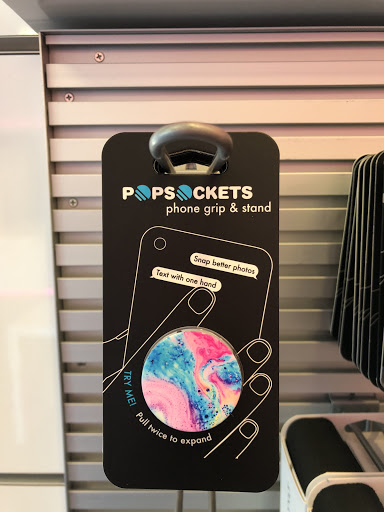 POPSOCKETS
phone grip & stand
Snap better photos
Text with one hand
TRY ME!
Pull twice to expand